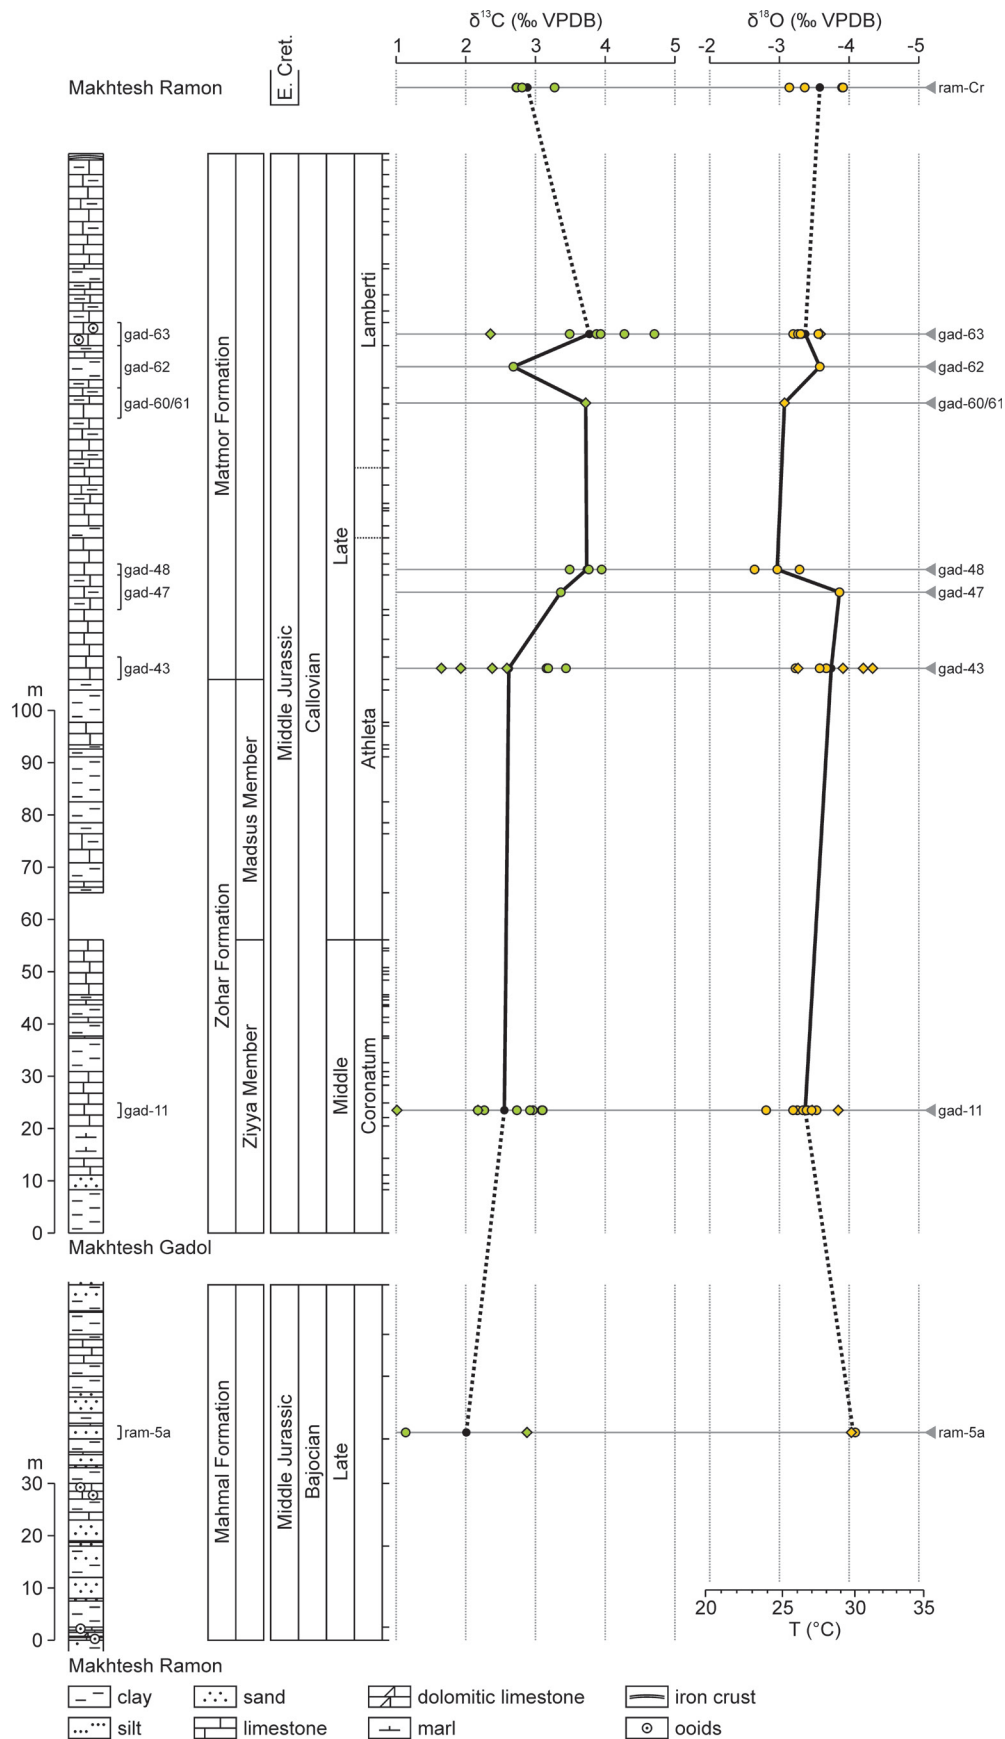 δ13C (‰ VPDB) δ18O (‰ VPDB)
1 2 3 4 5 -2 -3 -4 -5
Makhtesh Ramon
E. Cret.
ram-Cr
Matmor Formation
Zohar Formation
Madsus Member
Ziyya Member
Middle Jurassic
Callovian
Late
Middle
Lamberti
Athleta
Coronatum
gad-63 gad-63
gad-62 gad-62
gad-60/61 gad-60/61
gad-48 gad-48
gad-47 gad-47
gad-43 gad-43
m
100
90
80
70
60
50
40
30
gad-11 gad-11
20
10
0
Makhtesh Gadol
Mahmal Formation
Middle Jurassic
Bajocian
Late
ram-5a ram-5a
m
30
20
10
0
20 25 30 35
T (°C)
Makhtesh Ramon
clay sand dolomitic limestone iron crust
silt limestone marl ooids